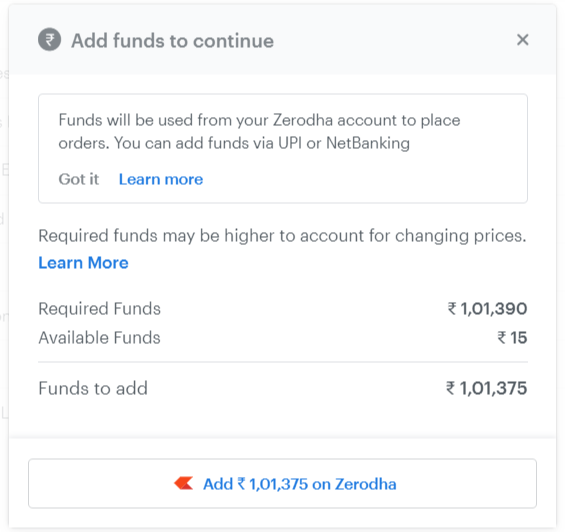 ₹ Add funds to continue ×
Funds will be used from your Zerodha account to place
orders. You can add funds via UPI or NetBanking
Got it Learn more
Required funds may be higher to account for changing prices.
Learn More
Required Funds ₹ 1,01,390
Available Funds ₹ 15
Funds to add ₹ 1,01,375
Add ₹ 1,01,375 on Zerodha